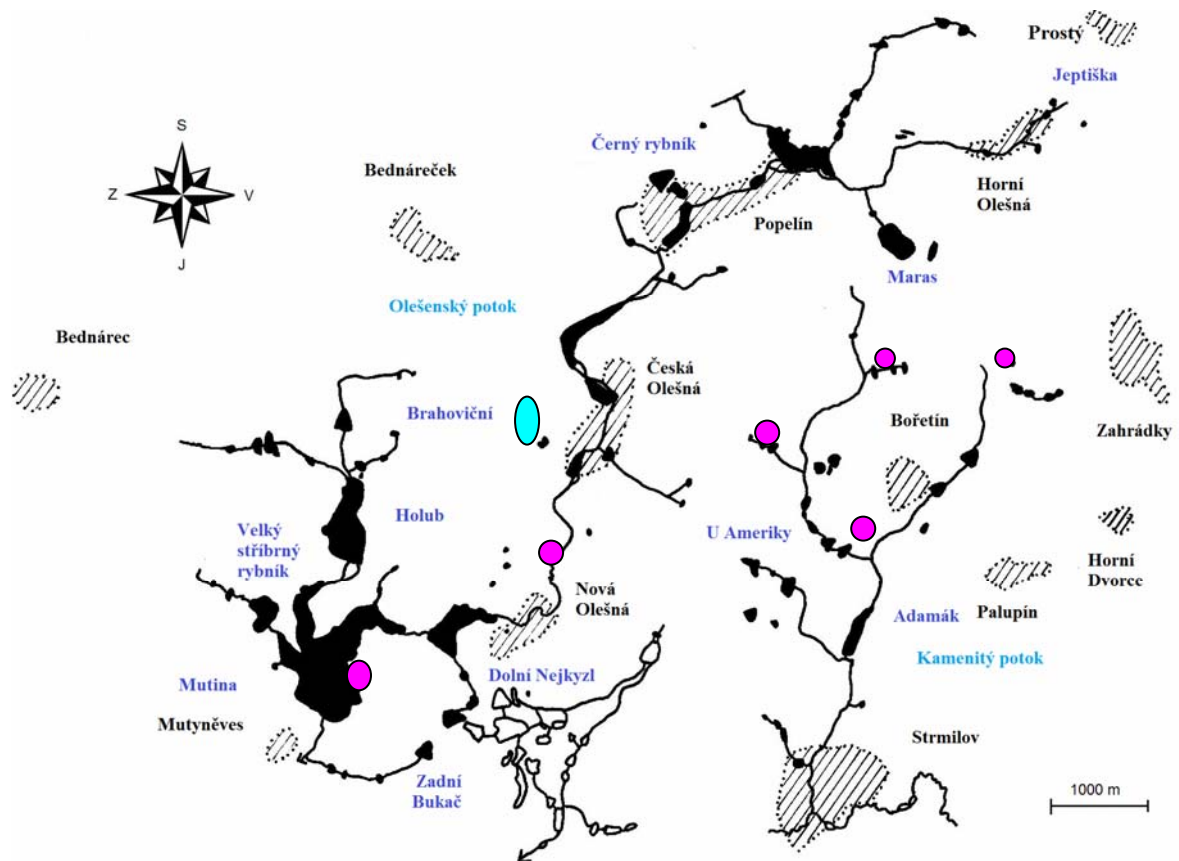 Prostý
Jeptiška
S
Z
V
J
Černý rybník
Bednáreček
Horní
Olešná
Popelín
Maras
Olešenský potok
Bednárec
Česká
Olešná
Brahoviční
Bořetín
Zahrádky
Holub
Velký
stříbrný
rybník
U Ameriky
Horní
Dvorce
Nová
Olešná
Palupín
Adamák
Kamenitý potok
Mutina
Dolní Nejkyzl
Mutyněves
Strmilov
Zadní
Bukač
1000 m